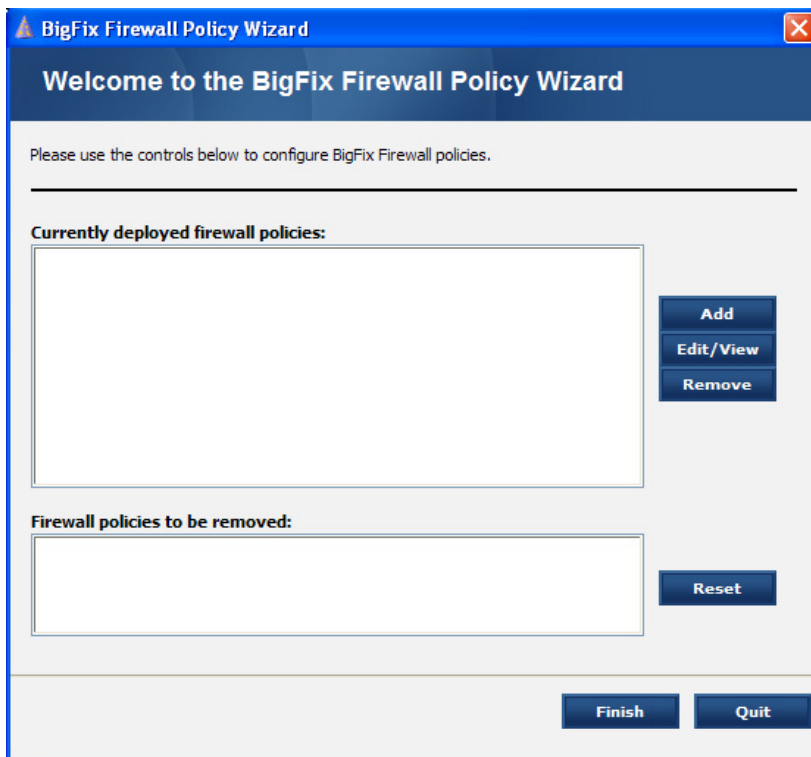 BigFix Firewall Policy Wizard
Welcome to the BigFix Firewall Policy Wizard
Please use the controls below to configure BigFix Firewall policies.
Currently deployed firewall policies:
Add
Edit/View
Remove
Firewall policies to be removed:
Reset
Finish
Quit